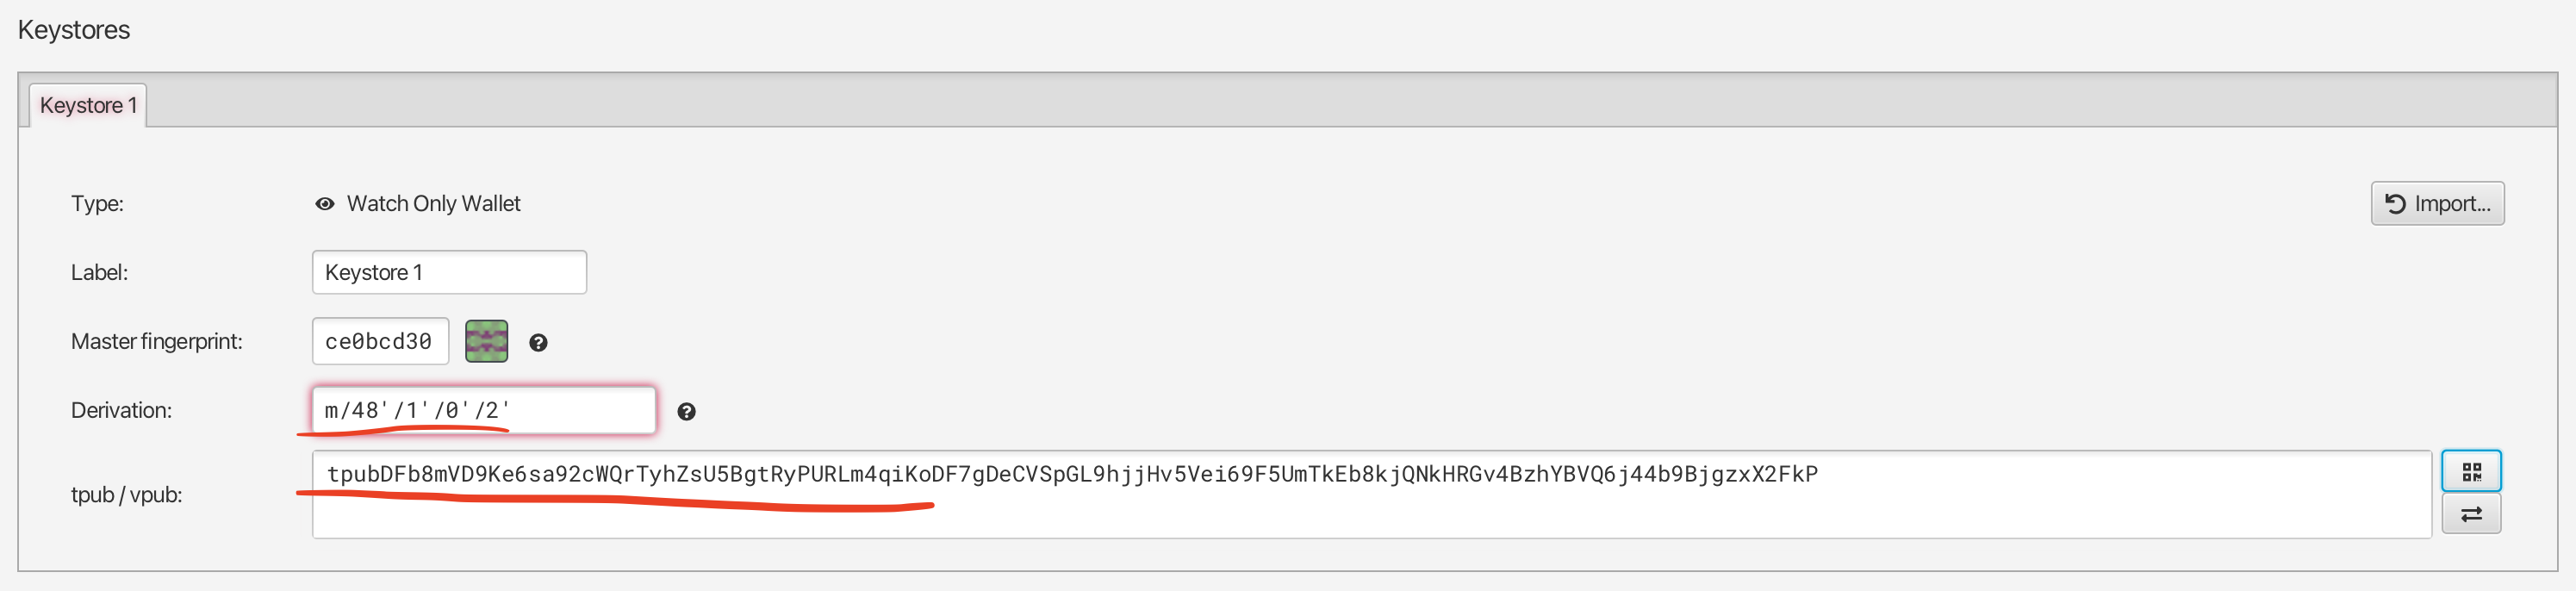 Keystores
Keystore 1
Type: Watch Only Wallet Import...
Label: Keystore 1
Master fingerprint: ce0bcd30
Derivation: m/48'/1'/0'/2'
tpub / vpub: tpubDFb8mVD9Ke6sa92cWQrTyhZsU5BgtRyPURLm4qiKoDF7gDeCVSpGL9hjjHv5Vei69F5UmTkEb8kjQNkHRGv4BzhYBVQ6j44b9BjgzxX2FkP